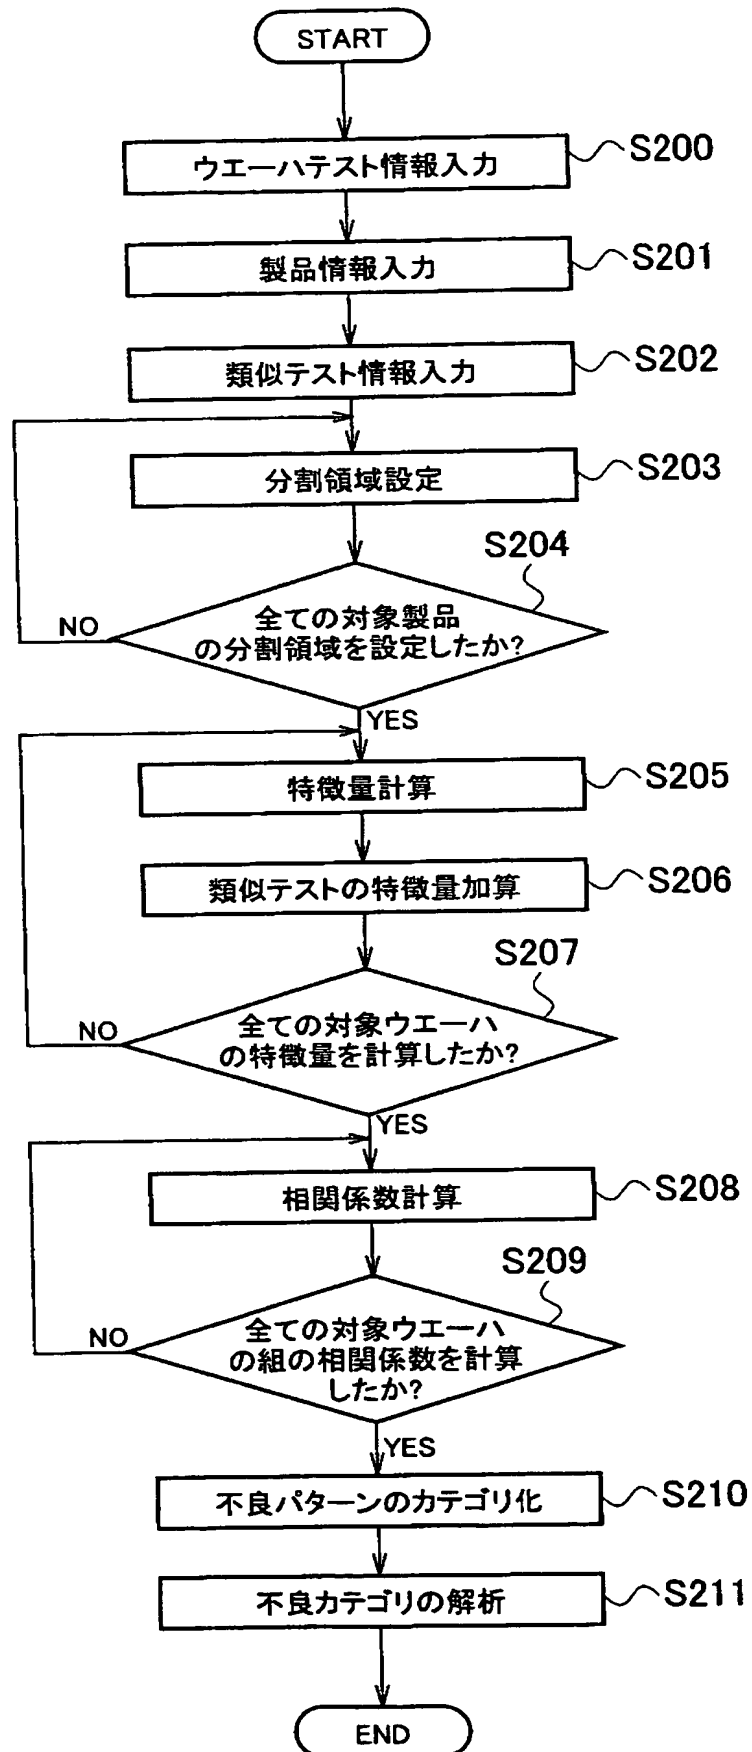 START
ウエーハテスト情報入力
S200
製品情報入力
S201
類似テスト情報入力
S202
分割領域設定
S203
S204
全ての対象製品
の分割領域を設定したか?
NO
YES
特徴量計算
S205
類似テストの特徴量加算
S206
S207
全ての対象ウエーハ
の特徴量を計算したか?
NO
YES
相関係数計算
S208
S209
全ての対象ウエーハ
の組の相関係数を計算
したか?
NO
YES
不良パターンのカテゴリ化
S210
不良カテゴリの解析
S211
END